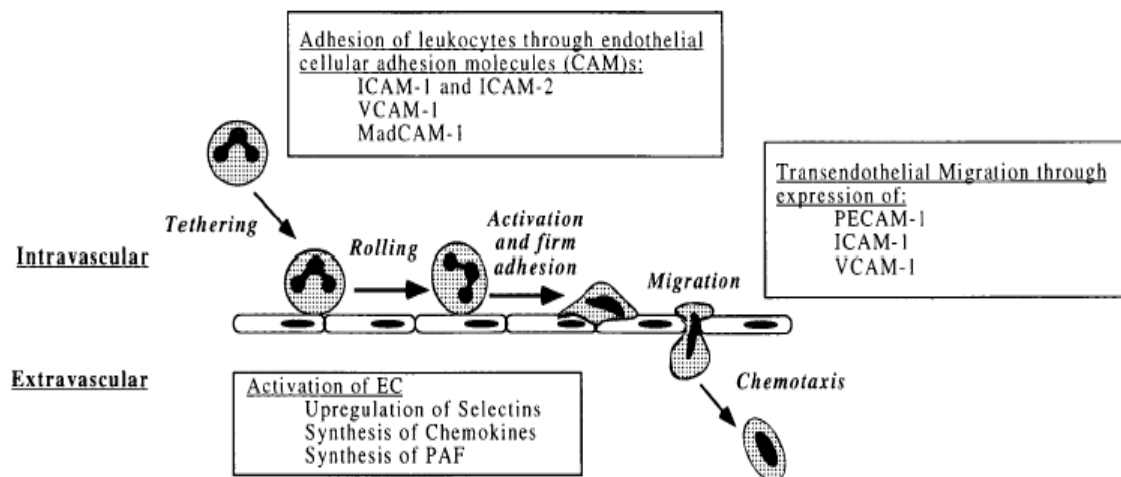 Adhesion of leukocytes through endothelial
cellular adhesion molecules (CAM)s:
ICAM-1 and ICAM-2
VCAM-1
MadCAM-1
Transendothelial Migration through
expression of:
PECAM-1
ICAM-1
VCAM-1
Tethering
Rolling
Activation
and firm
adhesion
Migration
Intravascular
Extravascular
Chemotaxis
Activation of EC
Upregulation of Selectins
Synthesis of Chemokines
Synthesis of PAF